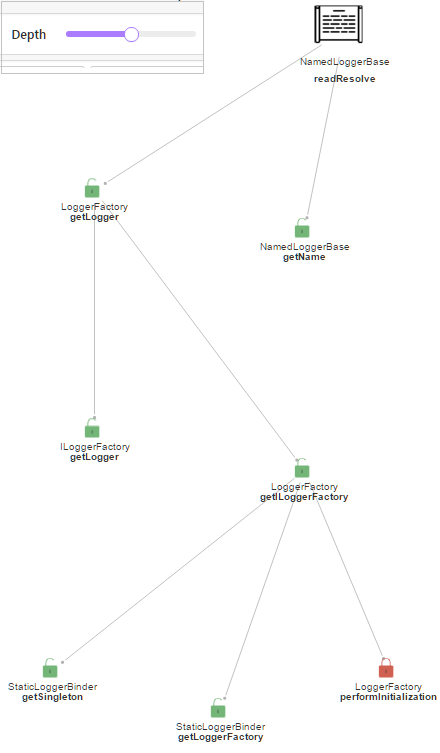 Depth
NamedLoggerBase
readResolve
LoggerFactory
getLogger
NamedLoggerBase
getName
ILoggerFactory
getLogger
LoggerFactory
getILoggerFactory
StaticLoggerBinder
getSingleton
LoggerFactory
performInitialization
StaticLoggerBinder
getLoggerFactory